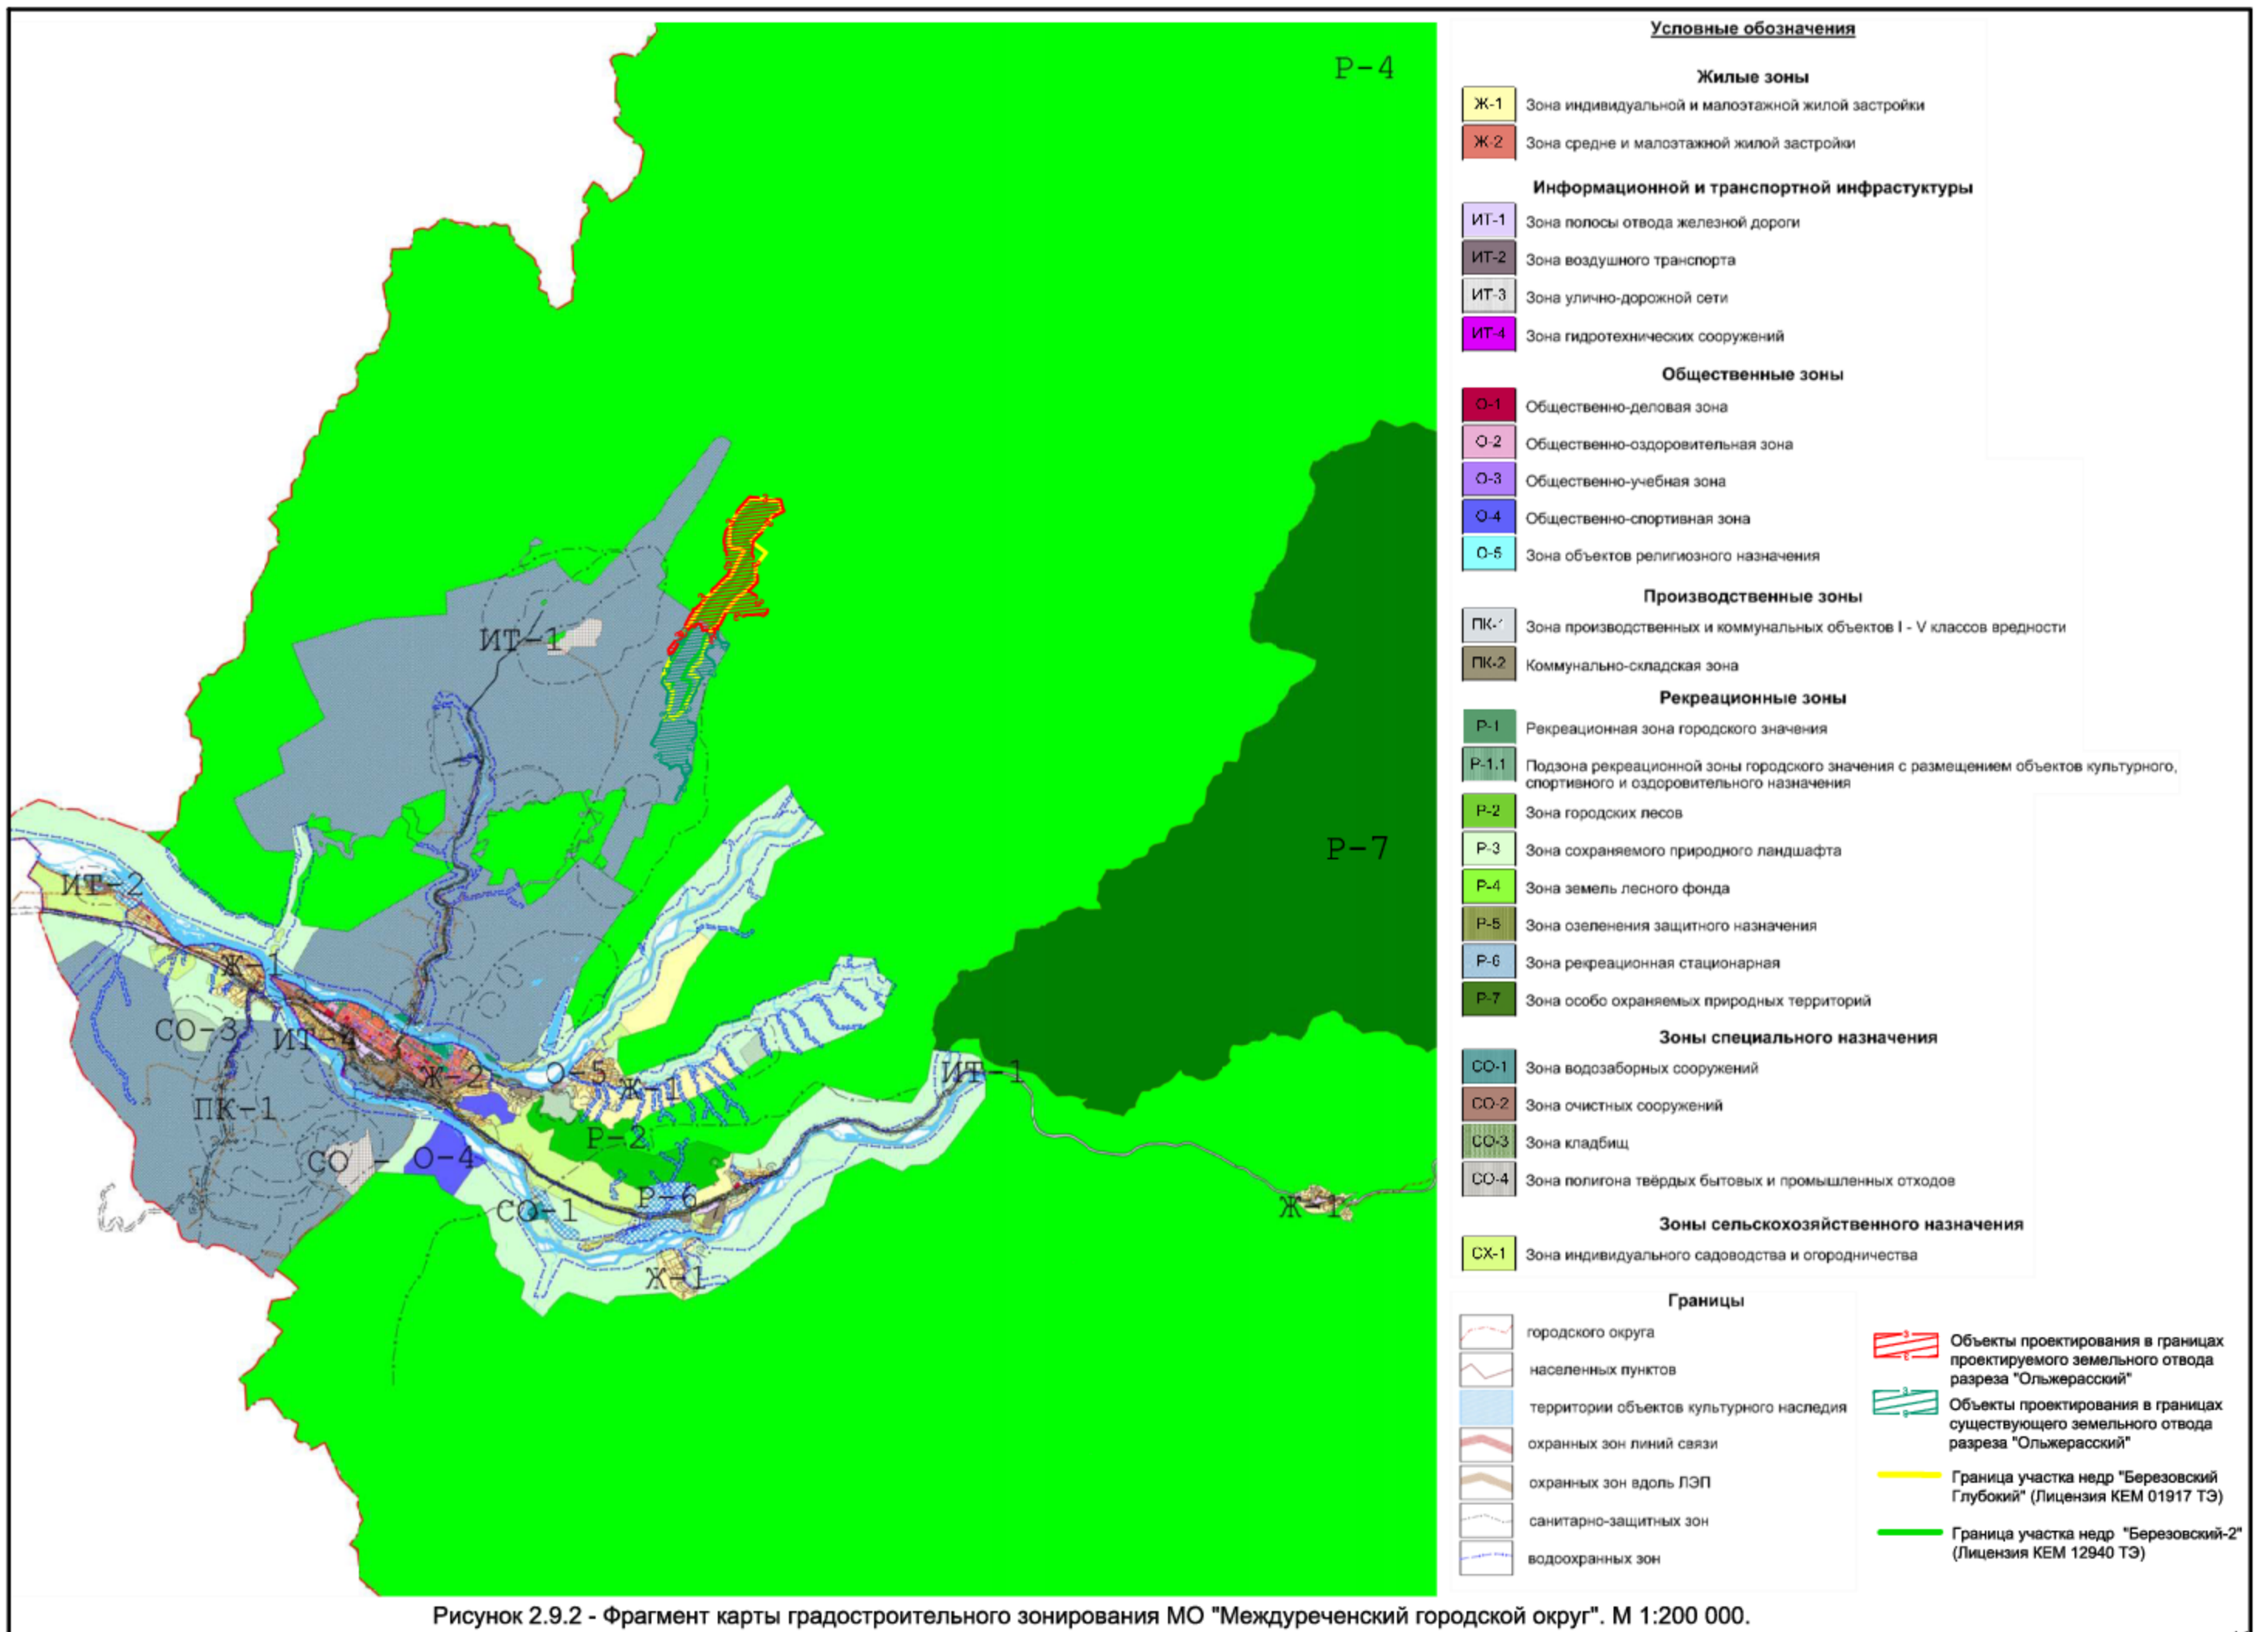 Р-4
Р-7
ИТ-1
ИТ-2
Ж-1
СО-3
ИТ-4
Ж-2
О-5
Ж-1
ИТ-1
ПК-1
Р-2
СО-
О-4
Р-6
СО-1
Ж-1
Ж-1
Условные обозначения
Жилые зоны
Ж-1 Зона индивидуальной и малоэтажной жилой застройки
Ж-2 Зона средне и малоэтажной жилой застройки
Информационной и транспортной инфрастуктуры
ИТ-1 Зона полосы отвода железной дороги
ИТ-2 Зона воздушного транспорта
ИТ-3 Зона улично-дорожной сети
ИТ-4 Зона гидротехнических сооружений
Общественные зоны
О-1 Общественно-деловая зона
О-2 Общественно-оздоровительная зона
О-3 Общественно-учебная зона
О-4 Общественно-спортивная зона
О-5 Зона объектов религиозного назначения
Производственные зоны
ПК-1 Зона производственных и коммунальных объектов I - V классов вредности
ПК-2 Коммунально-складская зона
Рекреационные зоны
Р-1 Рекреационная зона городского значения
Р-1.1 Подзона рекреационной зоны городского значения с размещением объектов культурного,
спортивного и оздоровительного назначения
Р-2 Зона городских лесов
Р-3 Зона сохраняемого природного ландшафта
Р-4 Зона земель лесного фонда
Р-5 Зона озеленения защитного назначения
Р-6 Зона рекреационная стационарная
Р-7 Зона особо охраняемых природных территорий
Зоны специального назначения
СО-1 Зона водозаборных сооружений
СО-2 Зона очистных сооружений
СО-3 Зона кладбищ
СО-4 Зона полигона твёрдых бытовых и промышленных отходов
Зоны сельскохозяйственного назначения
СХ-1 Зона индивидуального садоводства и огородничества
Границы
городского округа
населенных пунктов
территории объектов культурного наследия
охранных зон линий связи
охранных зон вдоль ЛЭП
санитарно-защитных зон
водоохранных зон
Объекты проектирования в границах
проектируемого земельного отвода
разреза "Ольжерасский"
Объекты проектирования в границах
существующего земельного отвода
разреза "Ольжерасский"
Граница участка недр "Березовский
Глубокий" (Лицензия КЕМ 01917 ТЭ)
Граница участка недр "Березовский-2"
(Лицензия КЕМ 12940 ТЭ)
Рисунок 2.9.2 - Фрагмент карты градостроительного зонирования МО "Междуреченский городской округ". М 1:200 000.